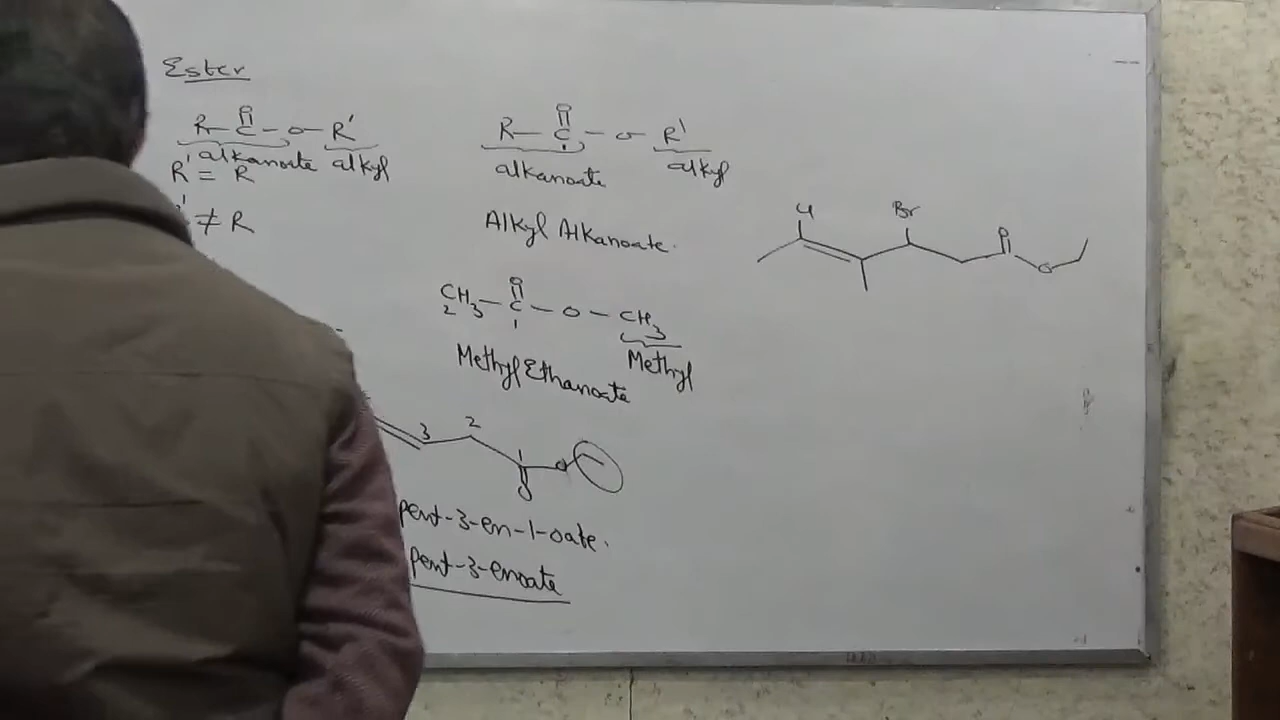 Ester
R-C-O-R'
O
alkanoate alkyl
R' = R
' ≠ R
R-C-O-R'
O
alkanoate alkyl
Alkyl Alkanoate.
CH3-C-O-CH3
O
2 1
Methyl
Methyl Ethanoate
3 2 1
O
O
pent-3-en-1-oate.
pent-3-enoate
Cl Br O
O